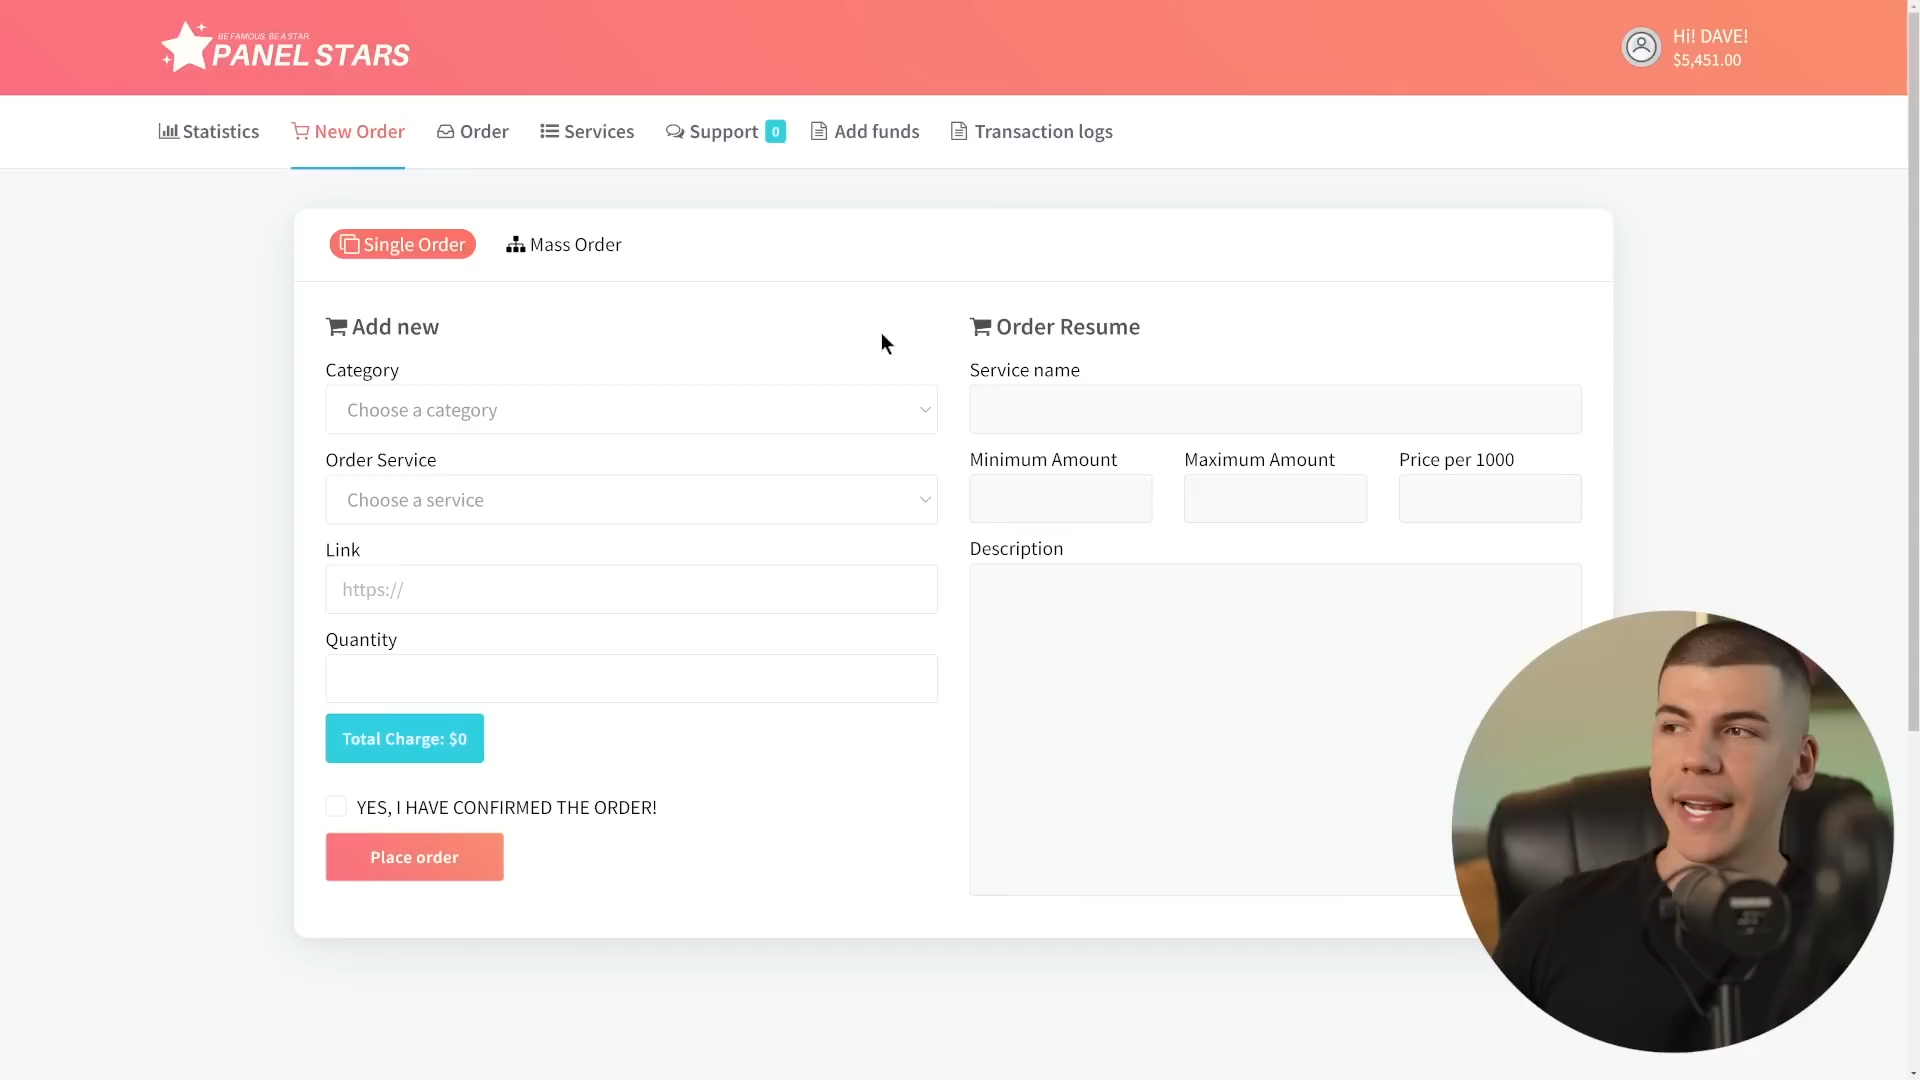 BE FAMOUS. BE A STAR.
PANEL STARS
Hi! DAVE!
$5,451.00
Statistics
New Order
Order
Services
Support 0
Add funds
Transaction logs
Single Order
Mass Order
Add new
Category
Choose a category
Order Service
Choose a service
Link
https://
Quantity
Total Charge: $0
YES, I HAVE CONFIRMED THE ORDER!
Place order
Order Resume
Service name
Minimum Amount
Maximum Amount
Price per 1000
Description